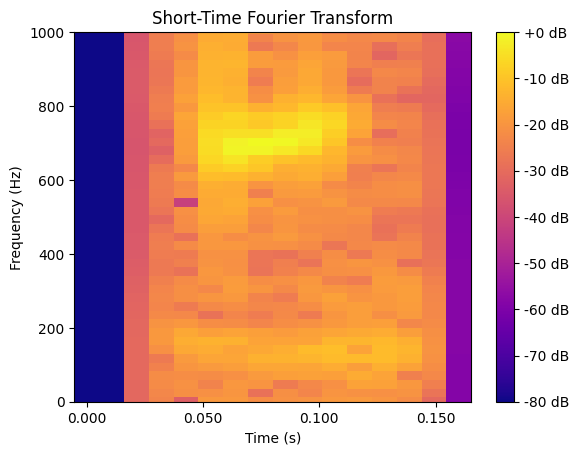 Short-Time Fourier Transform
1000
800
600
400
200
0
Frequency (Hz)
0.000
0.050
0.100
0.150
Time (s)
+0 dB
-10 dB
-20 dB
-30 dB
-40 dB
-50 dB
-60 dB
-70 dB
-80 dB